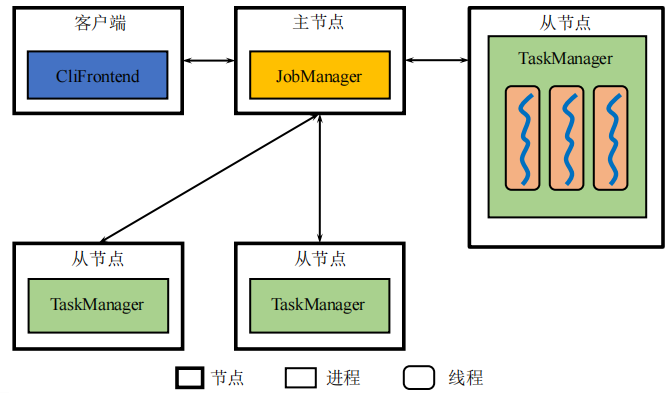 客户端
CliFrontend
主节点
JobManager
从节点
TaskManager
从节点
TaskManager
从节点
TaskManager
节点
进程
线程